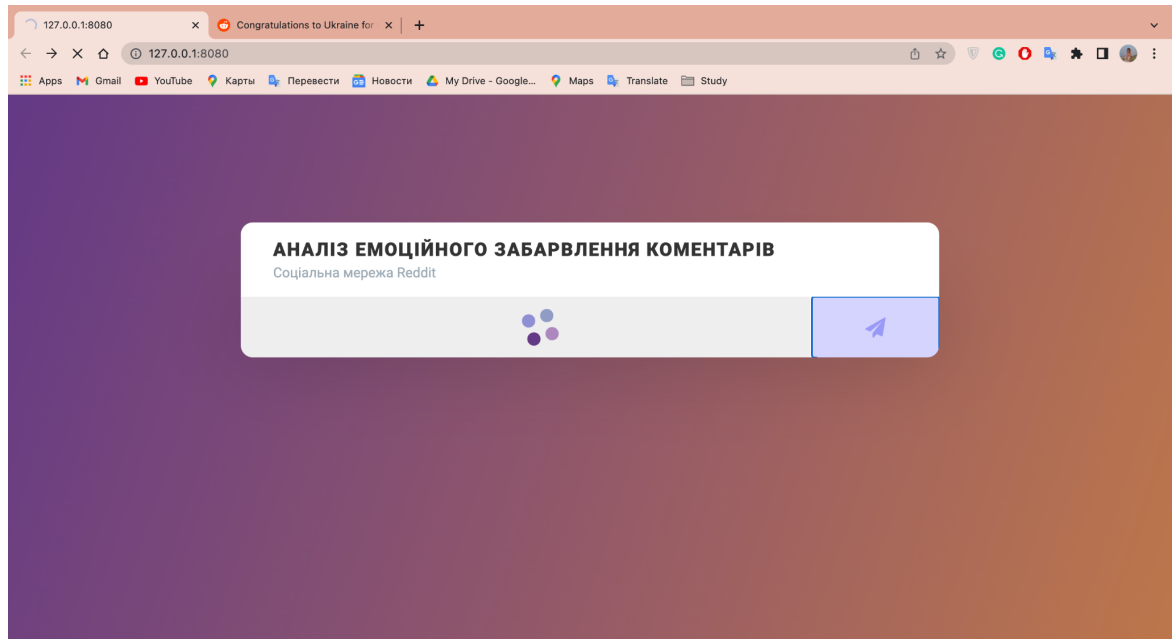 127.0.0.1:8080
Congratulations to Ukraine for
127.0.0.1:8080
Apps Gmail YouTube Карты Перевести Новости My Drive - Google... Maps Translate Study
АНАЛІЗ ЕМОЦІЙНОГО ЗАБАРВЛЕННЯ КОМЕНТАРІВ
Соціальна мережа Reddit